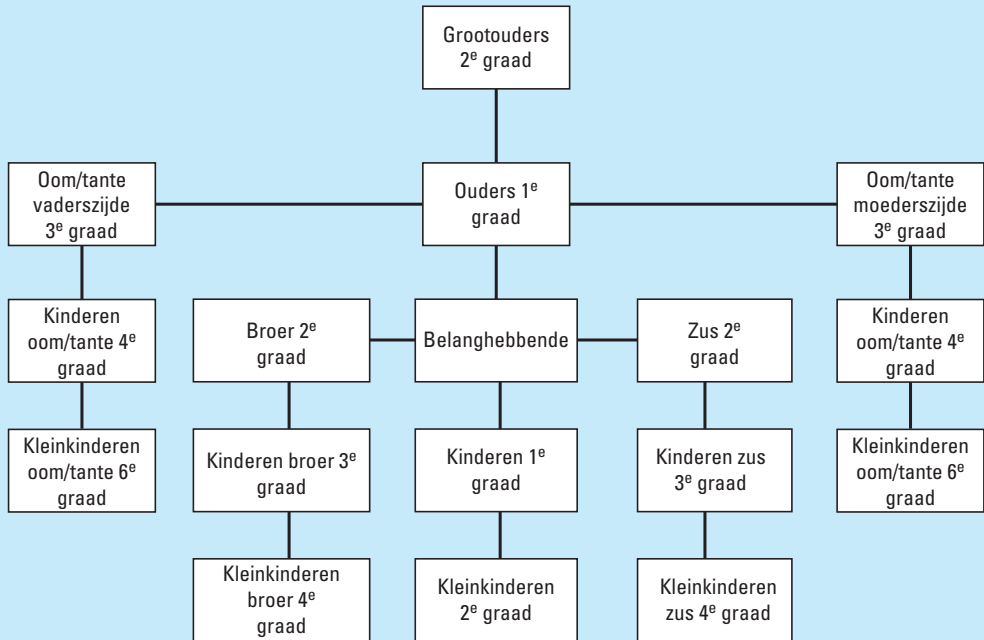 Grootouders
2e graad
Oom/tante
vaderszijde
3e graad
Ouders 1e
graad
Oom/tante
moederszijde
3e graad
Kinderen
oom/tante 4e
graad
Broer 2e
graad
Belanghebbende
Zus 2e
graad
Kinderen
oom/tante 4e
graad
Kleinkinderen
oom/tante 6e
graad
Kinderen broer 3e
graad
Kinderen 1e
graad
Kinderen zus
3e graad
Kleinkinderen
oom/tante 6e
graad
Kleinkinderen
broer 4e
graad
Kleinkinderen
2e graad
Kleinkinderen
zus 4e graad